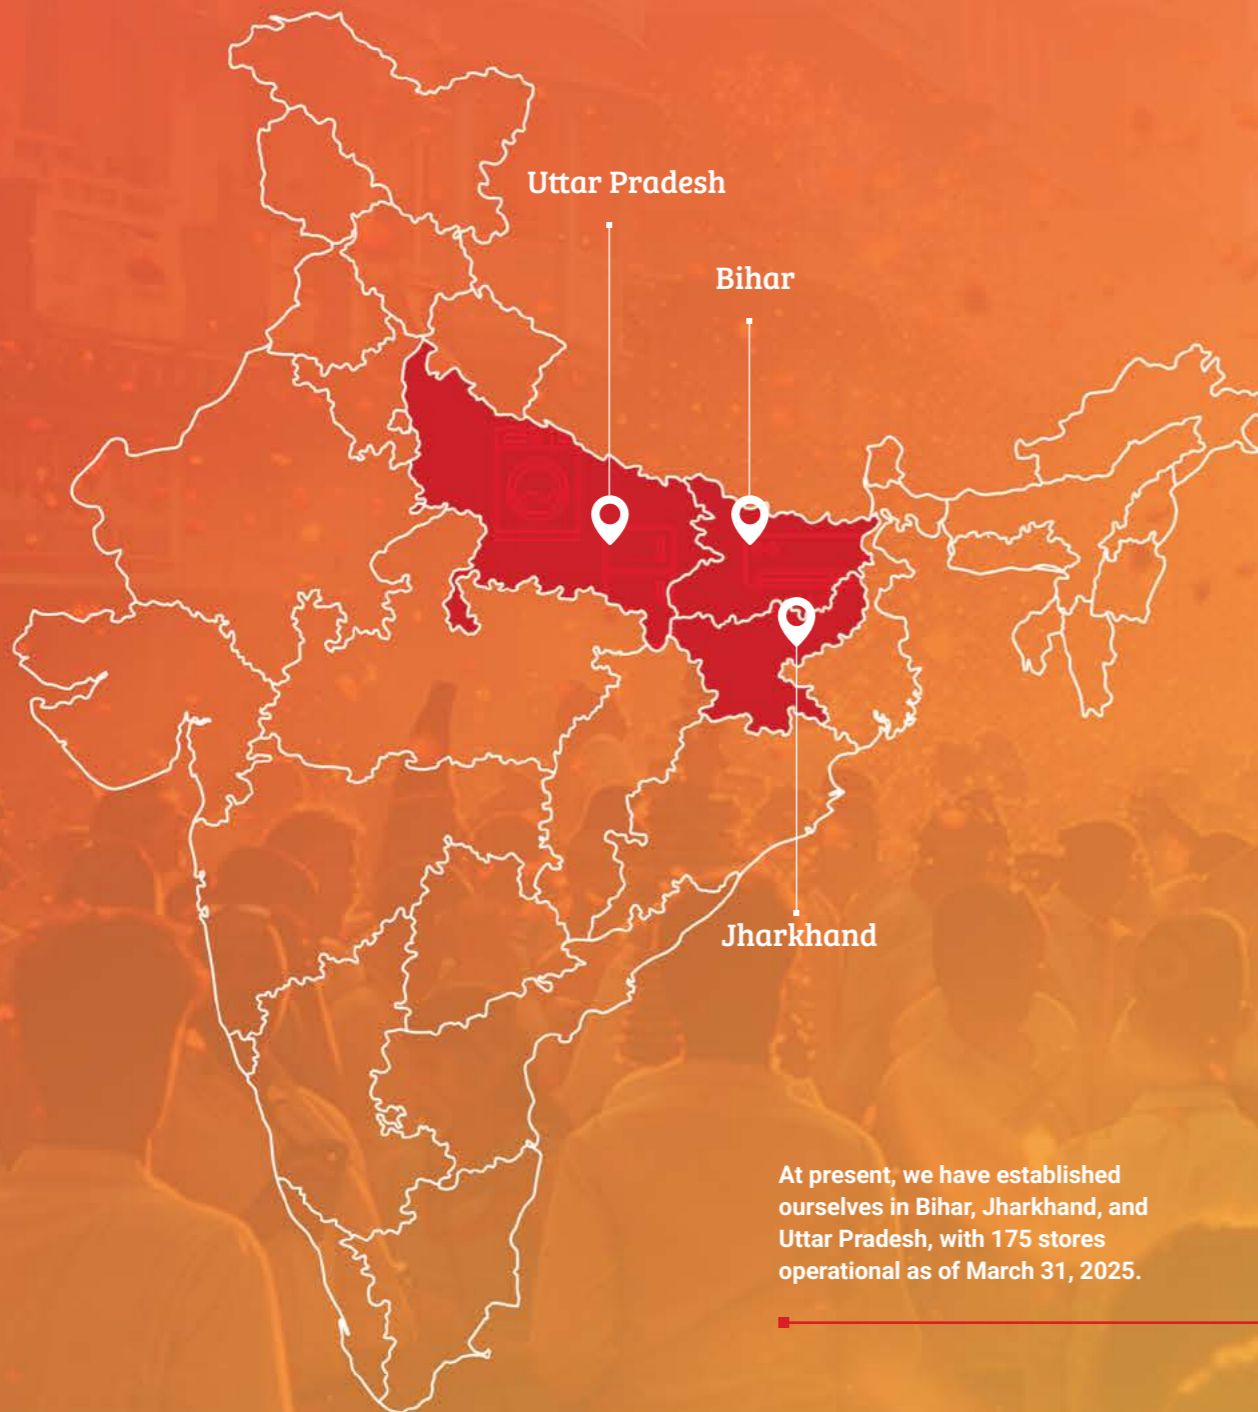 Uttar Pradesh
Bihar
Jharkhand
At present, we have established
ourselves in Bihar, Jharkhand, and
Uttar Pradesh, with 175 stores
operational as of March 31, 2025.